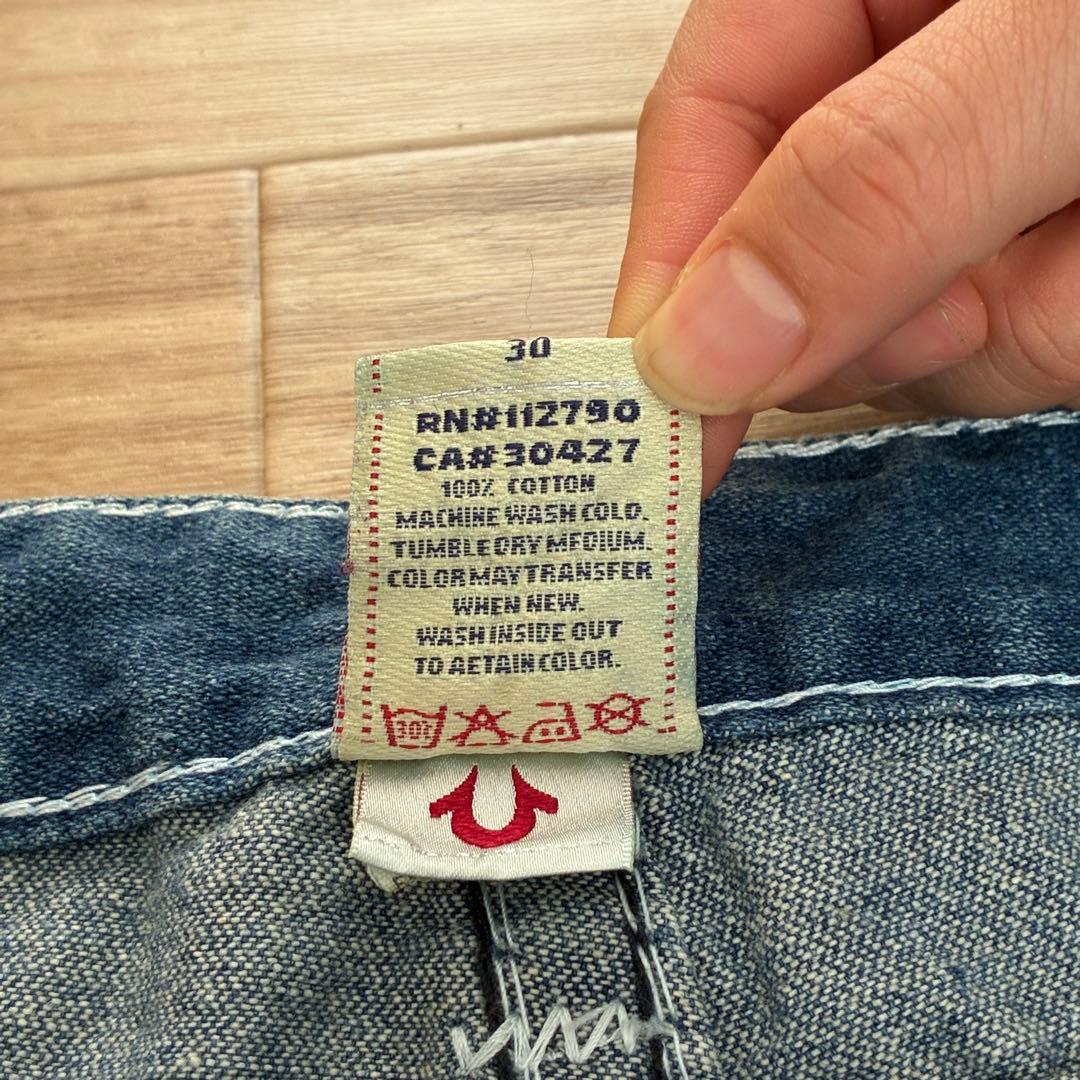 30
RN#112790
CA#30427
100% COTTON
MACHINE WASH COLD.
TUMBLE DRY MEDIUM.
COLOR MAY TRANSFER
WHEN NEW.
WASH INSIDE OUT
TO AETAIN COLOR.
30°